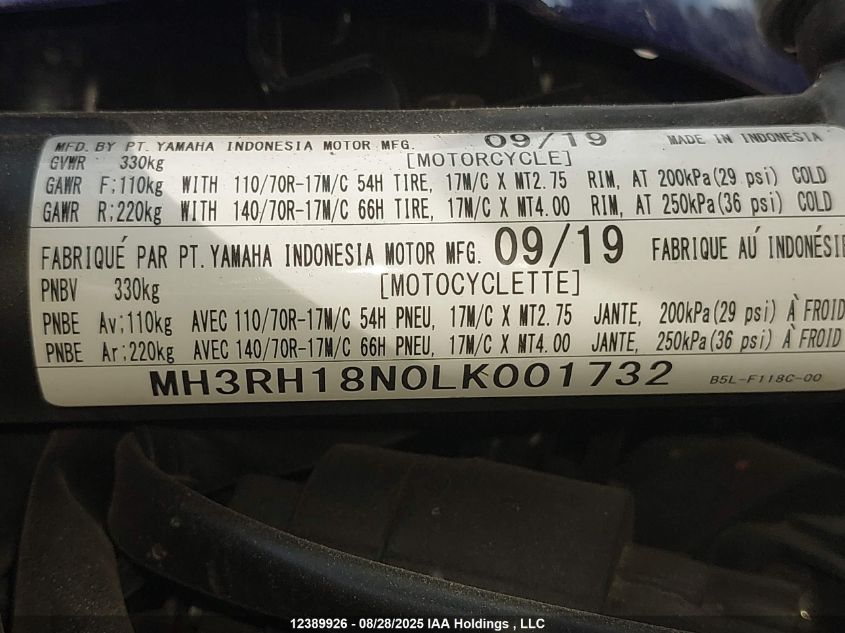 MFD. BY PT. YAMAHA INDONESIA MOTOR MFG. 09/19 MADE IN INDONESIA
GVWR 330kg [MOTORCYCLE]
GAWR F:110kg WITH 110/70R-17M/C 54H TIRE, 17M/C X MT2.75 RIM, AT 200kPa(29 psi) COLD
GAWR R:220kg WITH 140/70R-17M/C 66H TIRE, 17M/C X MT4.00 RIM, AT 250kPa(36 psi) COLD
FABRIQUÉ PAR PT. YAMAHA INDONESIA MOTOR MFG. 09/19 FABRIQUE AU INDONÉSIE
PNBV 330kg [MOTOCYCLETTE]
PNBE Av:110kg AVEC 110/70R-17M/C 54H PNEU, 17M/C X MT2.75 JANTE, 200kPa(29 psi) À FROID
PNBE Ar:220kg AVEC 140/70R-17M/C 66H PNEU, 17M/C X MT4.00 JANTE, 250kPa(36 psi) À FROID
MH3RH18N0LK001732 B5L-F118C-00
12389926 - 08/28/2025 IAA Holdings , LLC